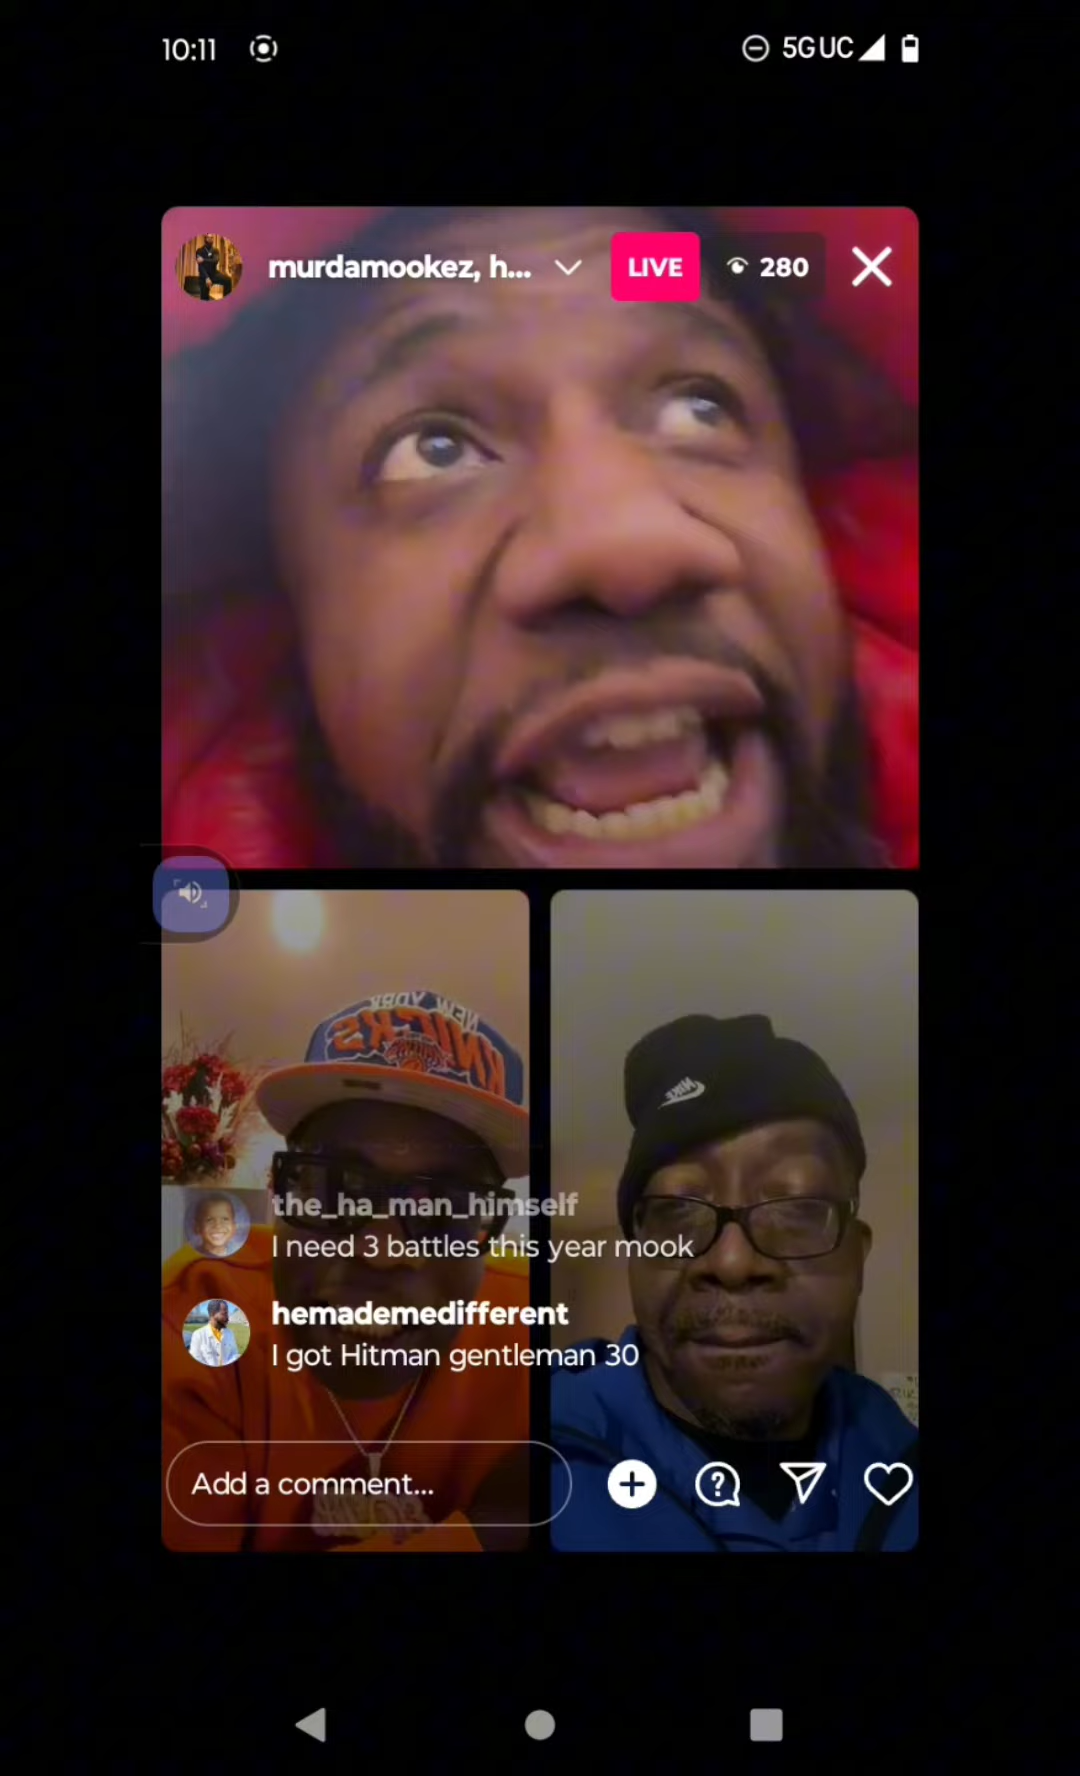 10:11
5G UC
murdamookez, h...
LIVE
280
NEW YORK
KNICKS
NIKE
the_ha_man_himself
I need 3 battles this year mook
hemademedifferent
I got Hitman gentleman 30
Add a comment...